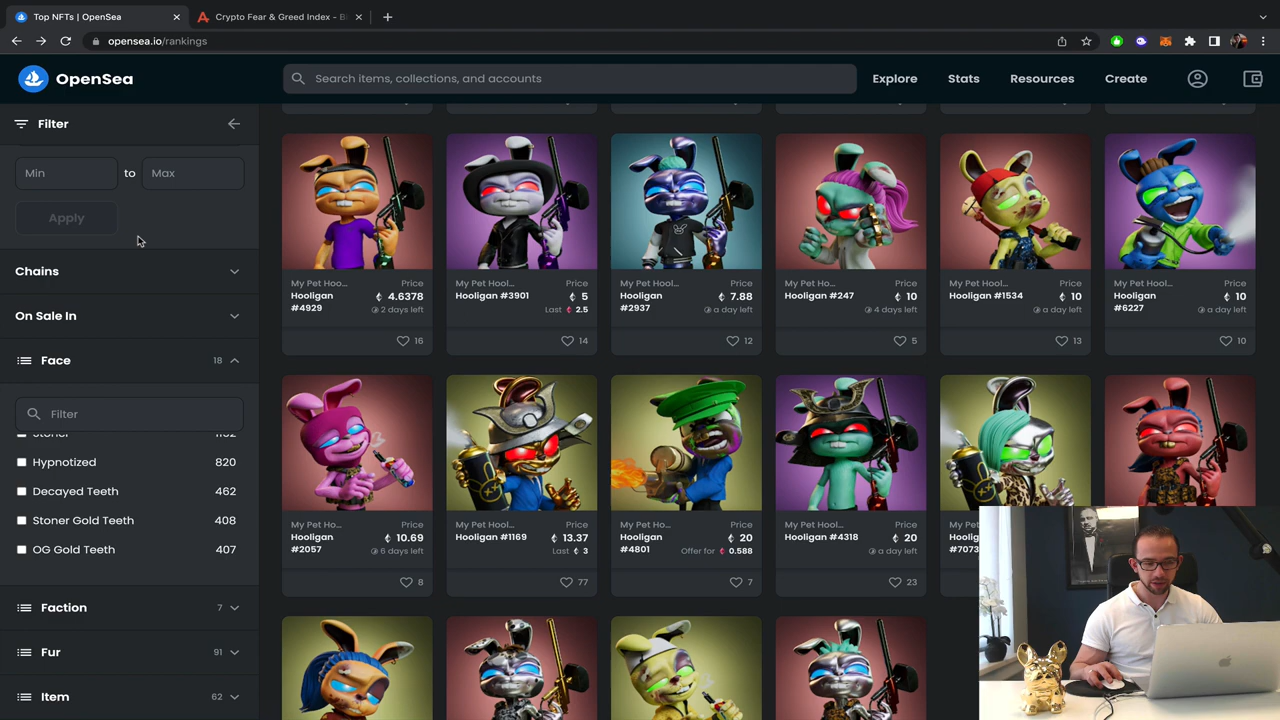 Top NFTs | OpenSea
Crypto Fear & Greed Index - B
opensea.io/rankings
OpenSea
Search items, collections, and accounts
Explore
Stats
Resources
Create
Filter
Min
to
Max
Apply
Chains
On Sale In
Face
18
Filter
Hypnotized
820
Decayed Teeth
462
Stoner Gold Teeth
408
OG Gold Teeth
407
Faction
7
Fur
91
Item
62
My Pet Hool...
Price
Hooligan
4.6378
#4929
2 days left
16
My Pet Hool...
Price
Hooligan #3901
5
Last 2.5
14
My Pet Hool...
Price
Hooligan
7.88
#2937
a day left
12
My Pet Hool...
Price
Hooligan #247
10
4 days left
5
My Pet Hool...
Price
Hooligan #1534
10
a day left
13
My Pet Hool...
Price
Hooligan
10
#6227
a day left
10
My Pet Ho...
Price
Hooligan
10.69
#2057
6 days left
8
My Pet Hool...
Price
Hooligan #1169
13.37
Last 3
77
My Pet Ho...
Price
Hooligan
20
#4801
Offer for 0.588
7
My Pet Hool...
Price
Hooligan #4318
20
a day left
23
My Pet
Hooligan
#7073